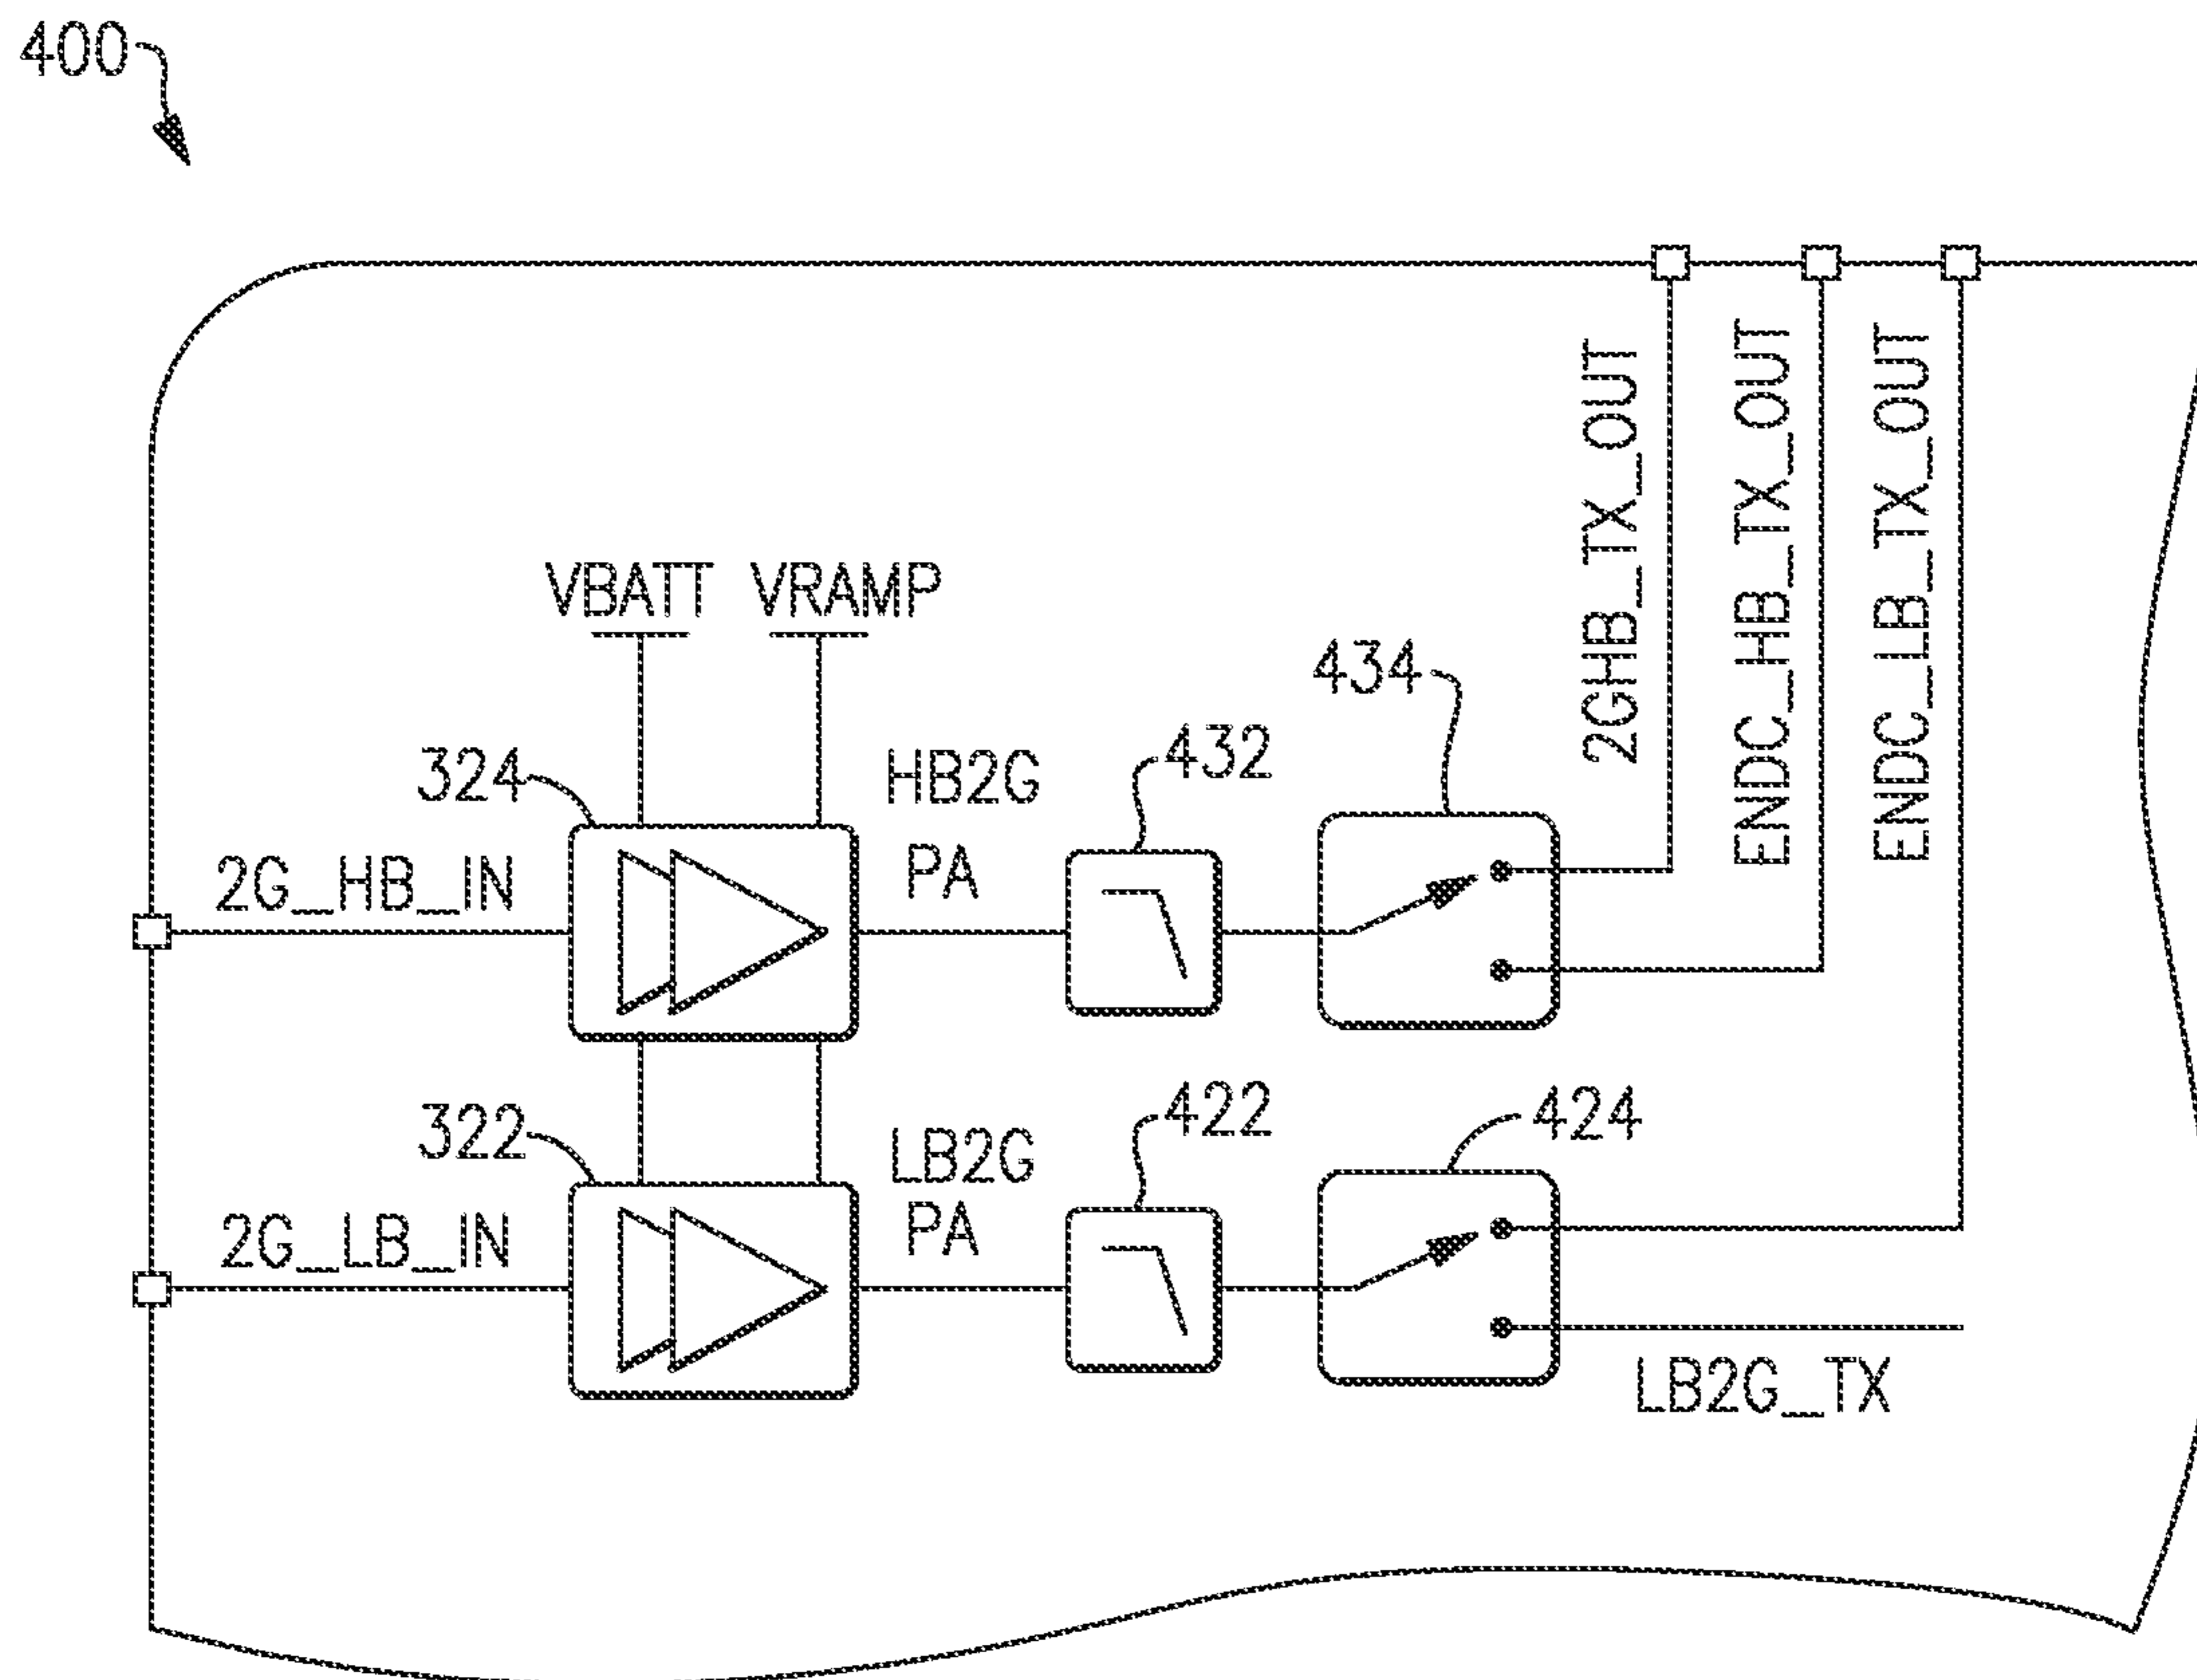 400
2GHB_TX_OUT
ENDC_HB_TX_OUT
ENDC_LB_TX_OUT
VBATT VRAMP
434
324
HB2G
PA
432
2G_HB_IN
322
LB2G
PA
422
424
2G_LB_IN
LB2G_TX